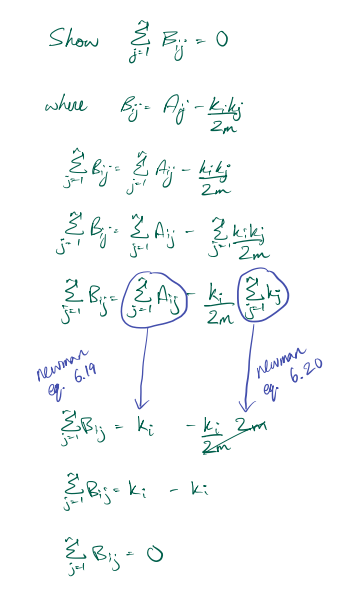 Show $\sum_{j=1}^{n} B_{ij} = 0$
where $B_{ij} = A_{ij} - \frac{k_i k_j}{2m}$
$\sum_{j=1}^{n} B_{ij} = \sum_{j=1}^{n} A_{ij} - \frac{k_i k_j}{2m}$
$\sum_{j=1}^{n} B_{ij} = \sum_{j=1}^{n} A_{ij} - \sum_{j=1}^{n} \frac{k_i k_j}{2m}$
$\sum_{j=1}^{n} B_{ij} = \sum_{j=1}^{n} A_{ij} - \frac{k_i}{2m} \sum_{j=1}^{n} k_j$
newman
eq. 6.19
newman
eq. 6.20
$\sum_{j=1}^{n} B_{ij} = k_i - \frac{k_i}{2m} 2m$
$\sum_{j=1}^{n} B_{ij} = k_i - k_i$
$\sum_{j=1}^{n} B_{ij} = 0$